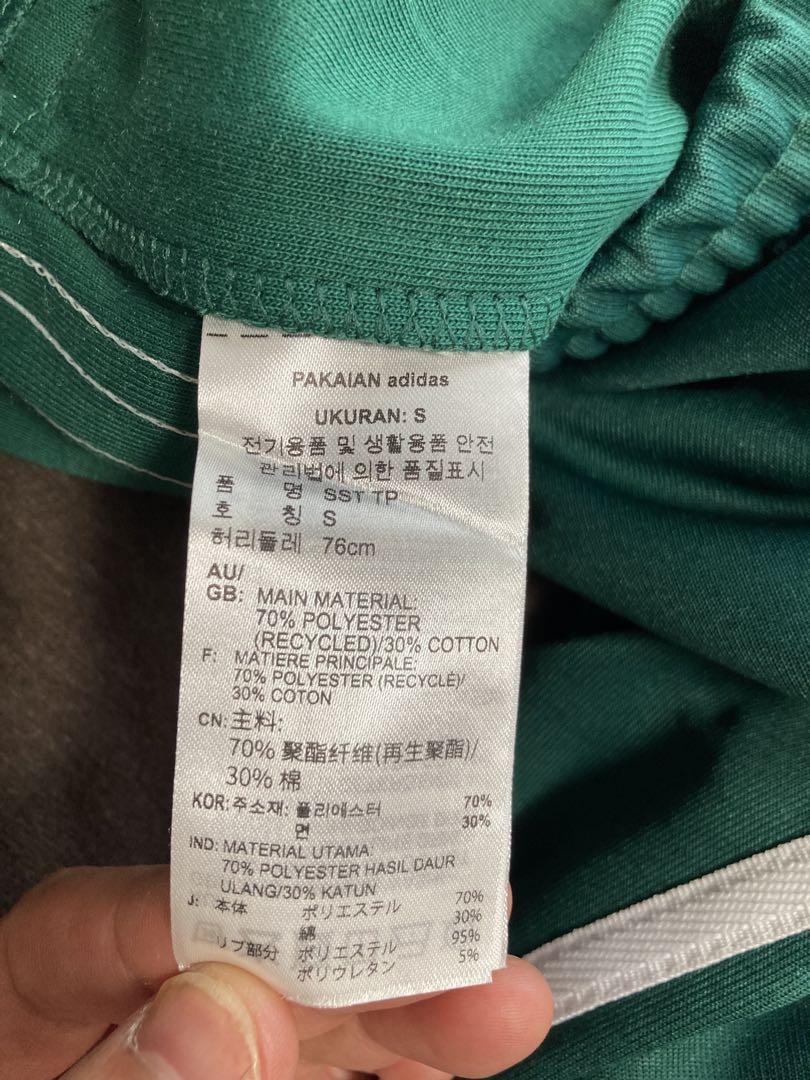 PAKAIAN adidas
UKURAN: S
전기용품 및 생활용품 안전
관리법에 의한 품질표시
품 명 SST TP
호 칭 S
허리둘레 76cm
AU/
GB: MAIN MATERIAL:
70% POLYESTER
(RECYCLED)/30% COTTON
F: MATIERE PRINCIPALE:
70% POLYESTER (RECYCLE)/
30% COTON
CN: 主料:
70% 聚酯纤维(再生聚酯)/
30% 棉
KOR: 주소재: 폴리에스터 70%
면 30%
IND: MATERIAL UTAMA
70% POLYESTER HASIL DAUR
ULANG/30% KATUN
J: 本体 ポリエステル 70%
綿 30%
リブ部分 ポリエステル 95%
ポリウレタン 5%